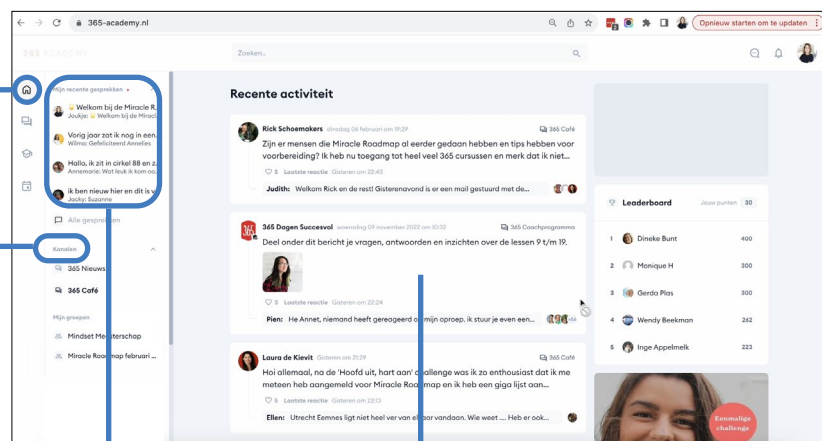 365-academy.nl
Opnieuw starten om te updaten
365 ACADEMY
Zoeken..
Mijn recente gesprekken
Welkom bij de Miracle R...
Joukje: Welkom bij de Miracl
Vorig jaar zat ik nog in een...
Wilma: Gefeliciteerd Annelies
Hallo, ik zit in cirkel 88 en z...
Annemarie: Wat leuk ik kom oo,
ik ben nieuw hier en dit is v
Jacky: Suzanne
Alle gesprekken
Kanalen
365 Nieuws
365 Café
Mijn groepen
Mindset Meesterschap
Miracle Roadmap februari ...
Recente activiteit
Rick Schoemakers dinsdag 08 februari om 19:29
365 Café
Zijn er mensen die Miracle Roadmap al eerder gedaan hebben en tips hebben voor
voorbereiding? Ik heb nu toegang tot heel veel 365 cursussen en merk dat ik niet...
5 Laatste reactie Gisteren om 22:43
Judith: Welkom Rick en de rest! Gisterenavond is er een mail gestuurd met de...
365 Dagen Succesvol woensdag 09 november 2022 om 10:32
365 Coachprogramma
Deel onder dit bericht je vragen, antwoorden en inzichten over de lessen 9 t/m 19.
3 Laatste reactie Gisteren om 22:24
Pien: He Annet, niemand heeft gereageerd op mijn oproep. ik stuur je even een...
Laura de Kievit Gisteren om 21:29
365 Café
Hoi allemaal, na de 'Hoofd uit, hart aan' challenge was ik zo enthousiast dat ik me
meteen heb aangemeld voor Miracle Roadmap en ik heb een giga lijst aan...
5 Laatste reactie Gisteren om 22:13
Ellen: Utrecht Eemnes ligt niet heel ver van elkaar vandaan. Wie weet .... Heb er ook...
Leaderboard
Jouw punten 30
1 Dineke Bunt 400
2 Monique H 300
3 Gerda Plas 300
4 Wendy Beekman 262
5 Inge Appelmelk 223
Eenmalige
challenge